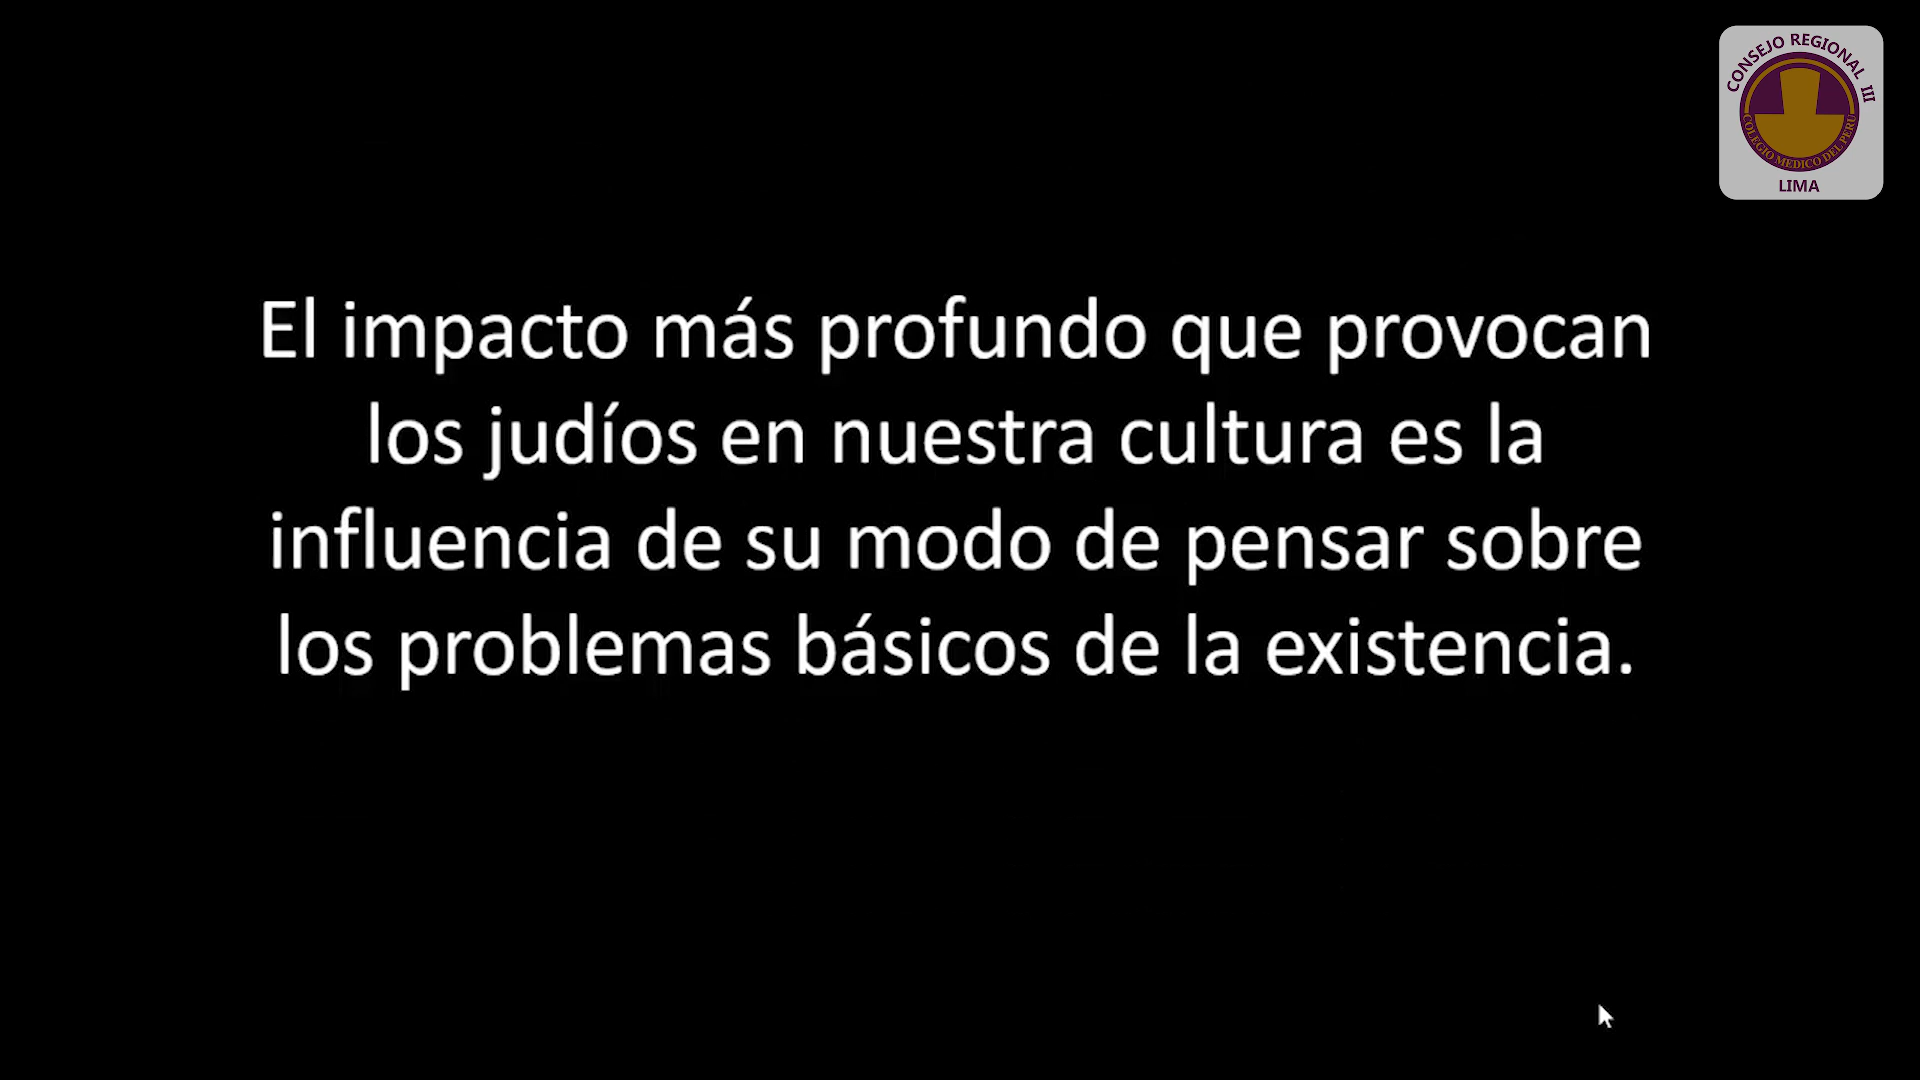 CONSEJO REGIONAL III
COLEGIO MEDICO DEL PERU
LIMA
El impacto más profundo que provocan
los judíos en nuestra cultura es la
influencia de su modo de pensar sobre
los problemas básicos de la existencia.